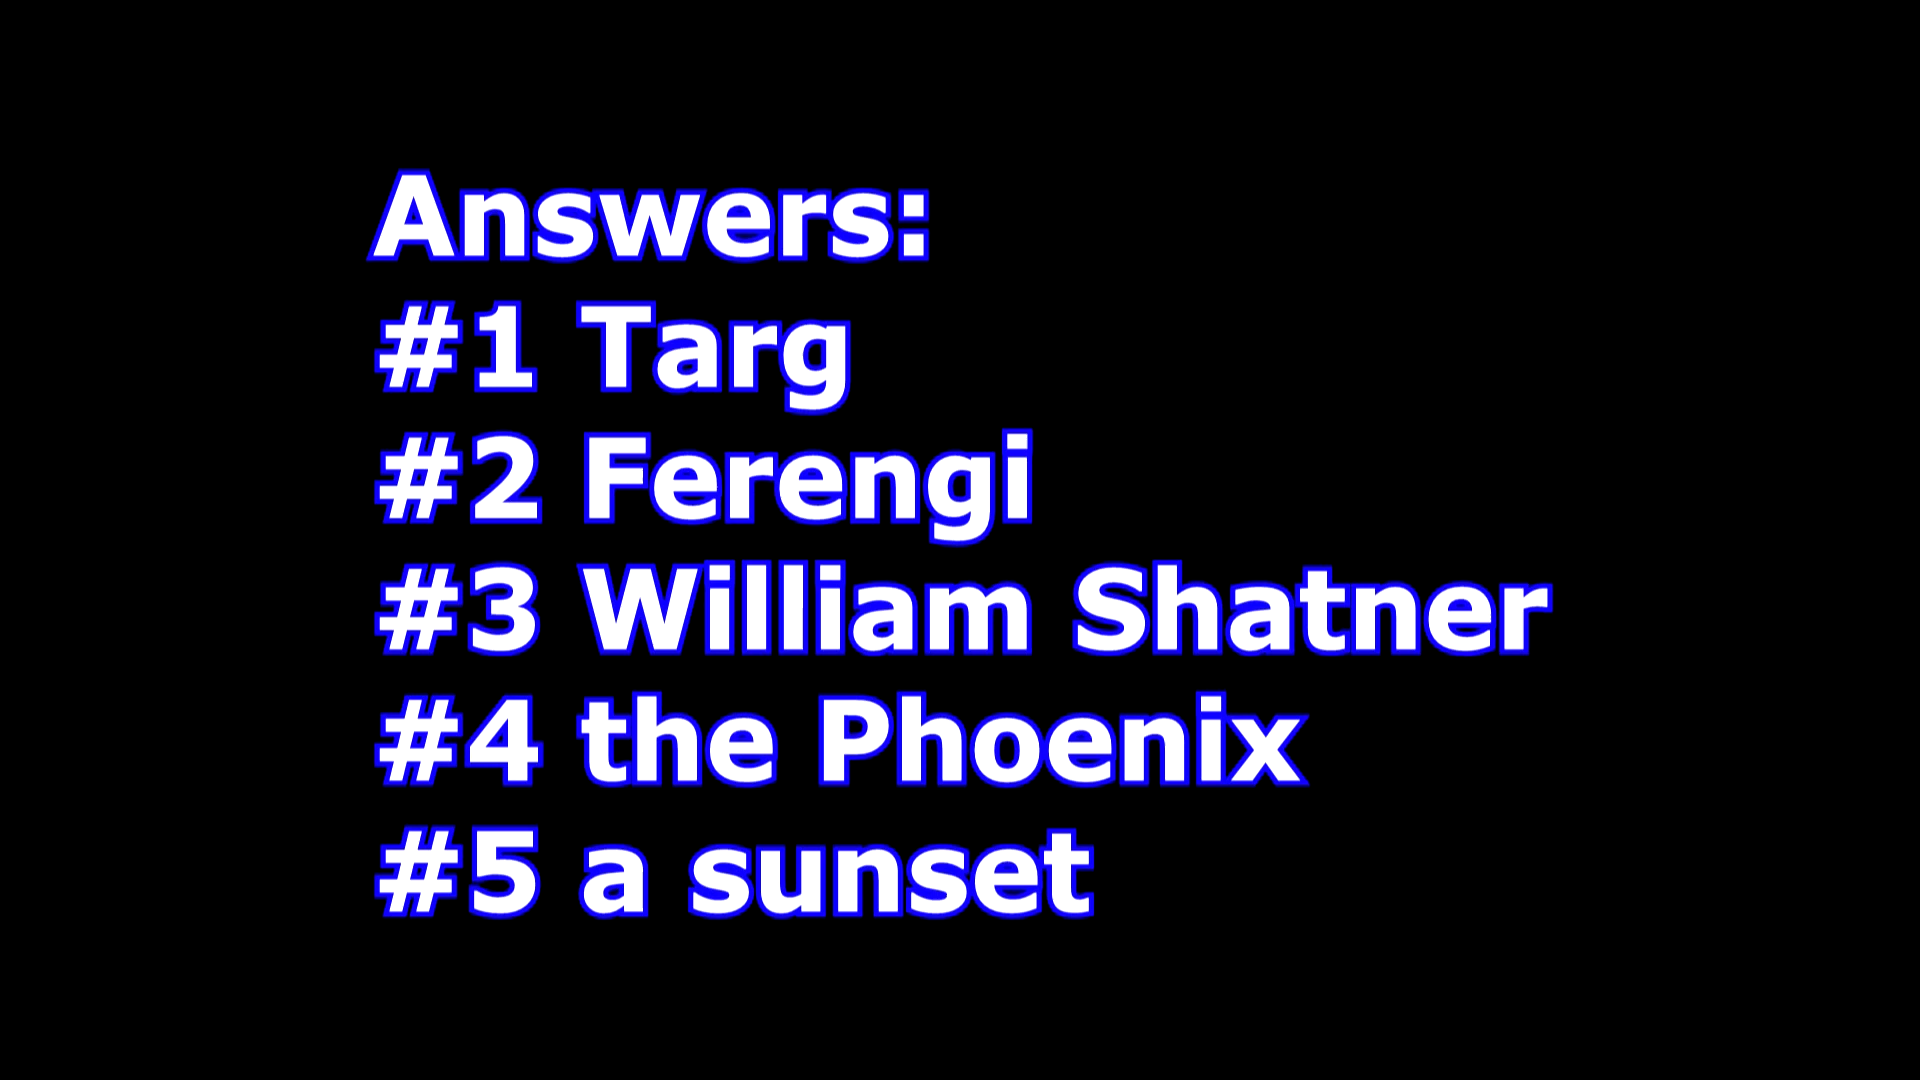 Answers:
#1 Targ
#2 Ferengi
#3 William Shatner
#4 the Phoenix
#5 a sunset